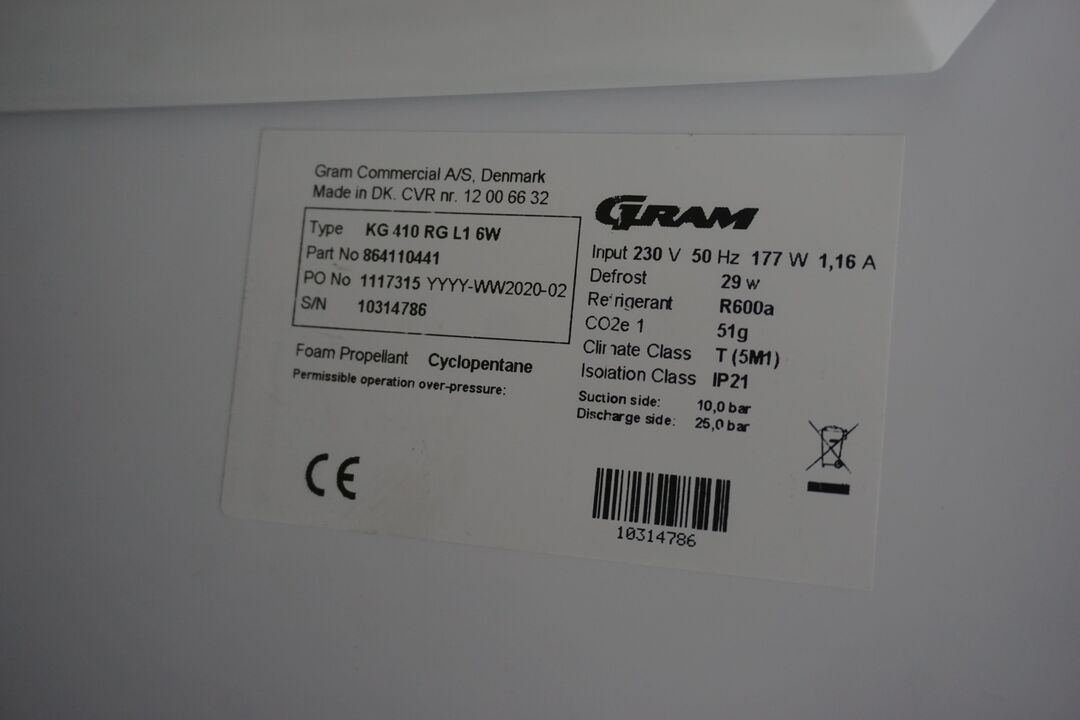 Gram Commercial A/S, Denmark
Made in DK. CVR nr. 12 00 66 32
Type KG 410 RG L1 6W
Part No 864110441
PO No 1117315 YYYY-WW2020-02
S/N 10314786
Foam Propellant Cyclopentane
Permissible operation over-pressure:
CE
GRAM
Input 230 V 50 Hz 177 W 1,16 A
Defrost 29 W
Refrigerant R600a
CO2e 1 51g
Climate Class T (5M1)
Isolation Class IP21
Suction side: 10,0 bar
Discharge side: 25,0 bar
10314786